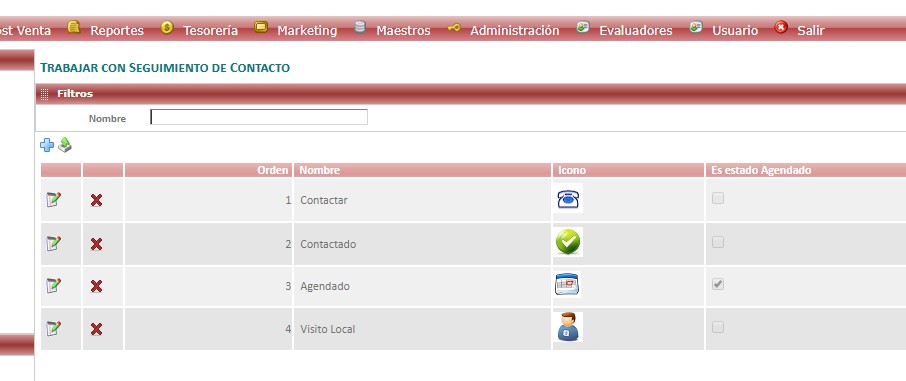 ost Venta Reportes Tesorería Marketing Maestros Administración Evaluadores Usuario Salir
TRABAJAR CON SEGUIMIENTO DE CONTACTO
Filtros
Nombre
Orden Nombre Icono Es estado Agendado
1 Contactar
2 Contactado
3 Agendado
4 Visito Local